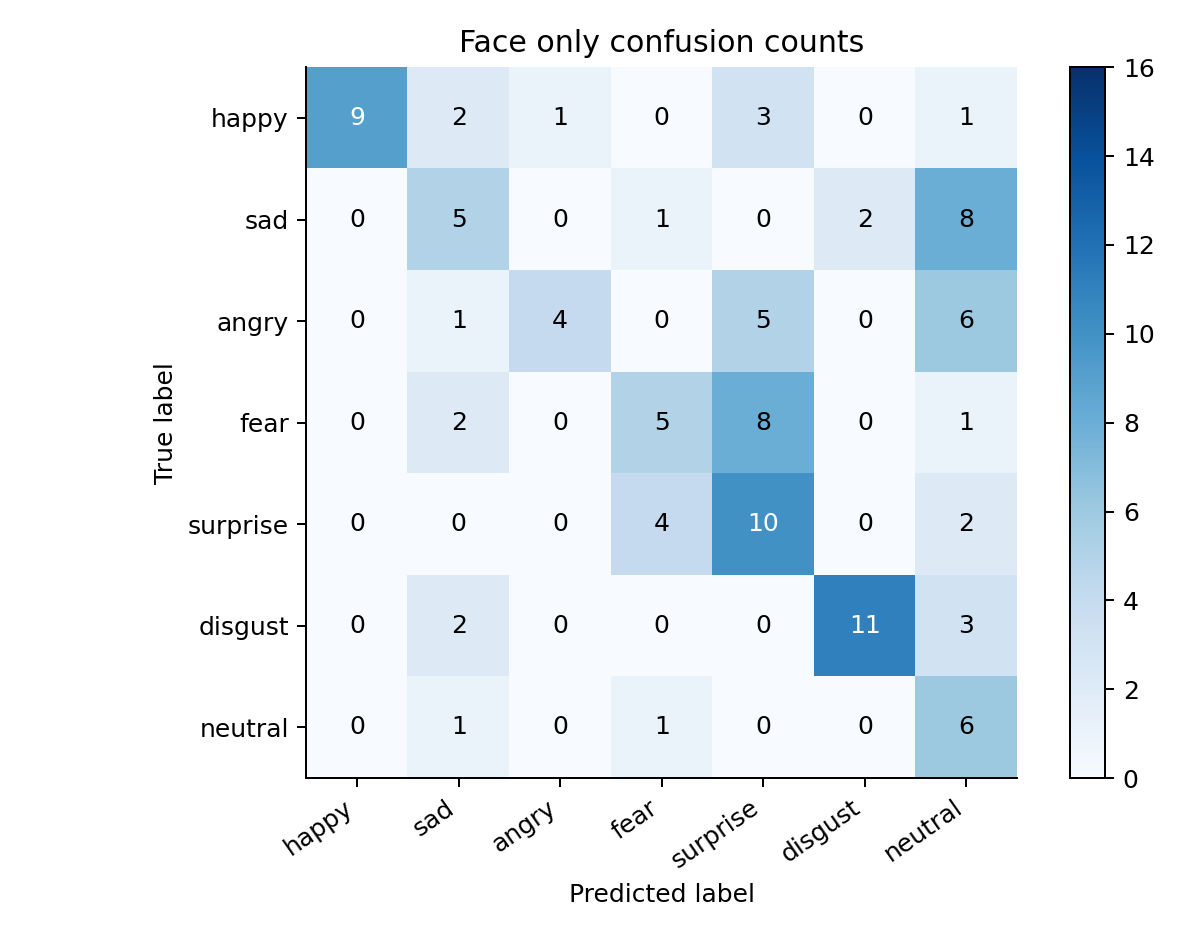 Face only confusion counts
happy 9 2 1 0 3 0 1
sad 0 5 0 1 0 2 8
angry 0 1 4 0 5 0 6
fear 0 2 0 5 8 0 1
surprise 0 0 0 4 10 0 2
disgust 0 2 0 0 0 11 3
neutral 0 1 0 1 0 0 6
happy sad angry fear surprise disgust neutral
Predicted label
True label
16
14
12
10
8
6
4
2
0